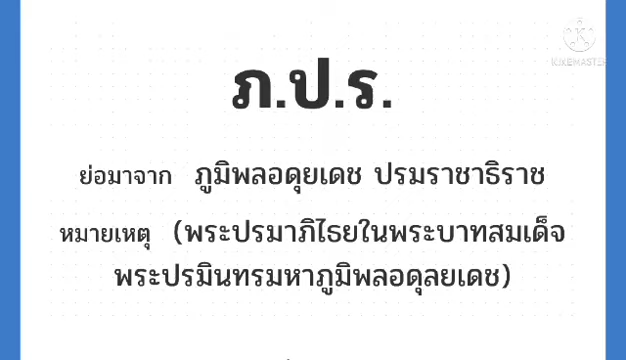 KINEMASTER
ภ.ป.ร.
ย่อมาจาก ภูมิพลอดุยเดช ปรมราชาธิราช
หมายเหตุ (พระปรมาภิไธยในพระบาทสมเด็จ
พระปรมินทรมหาภูมิพลอดุลยเดช)